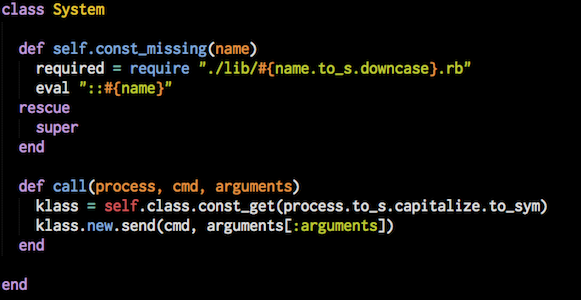 class System
def self.const_missing(name)
required = require "./lib/#{name.to_s.downcase}.rb"
eval "::#{name}"
rescue
super
end
def call(process, cmd, arguments)
klass = self.class.const_get(process.to_s.capitalize.to_sym)
klass.new.send(cmd, arguments[:arguments])
end
end